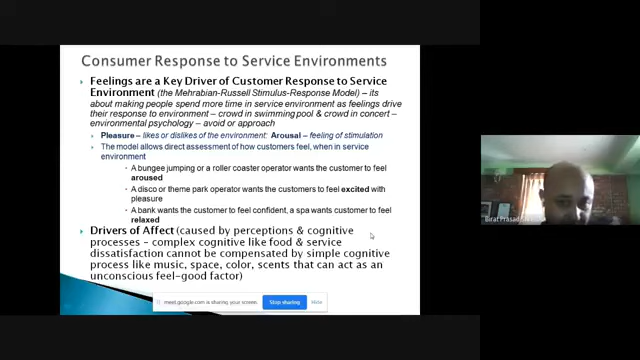 Consumer Response to Service Environments
Feelings are a Key Driver of Customer Response to Service
Environment (the Mehrabian-Russell Stimulus-Response Model) – its
about making people spend more time in service environment as feelings drive
their response to environment – crowd in swimming pool & crowd in concert –
environmental psychology – avoid or approach
Pleasure – likes or dislikes of the environment: Arousal – feeling of stimulation
The model allows direct assessment of how customers feel, when in service
environment
A bungee jumping or a roller coaster operator wants the customer to feel
aroused
A disco or theme park operator wants the customers to feel excited with
pleasure
A bank wants the customer to feel confident, a spa wants customer to feel
relaxed
Drivers of Affect (caused by perceptions & cognitive
processes – complex cognitive like food & service
dissatisfaction cannot be compensated by simple cognitive
process like music, space, color, scents that can act as an
unconscious feel-good factor)
meet.google.com is sharing your screen.
Stop sharing
Hide
Birat Prasad